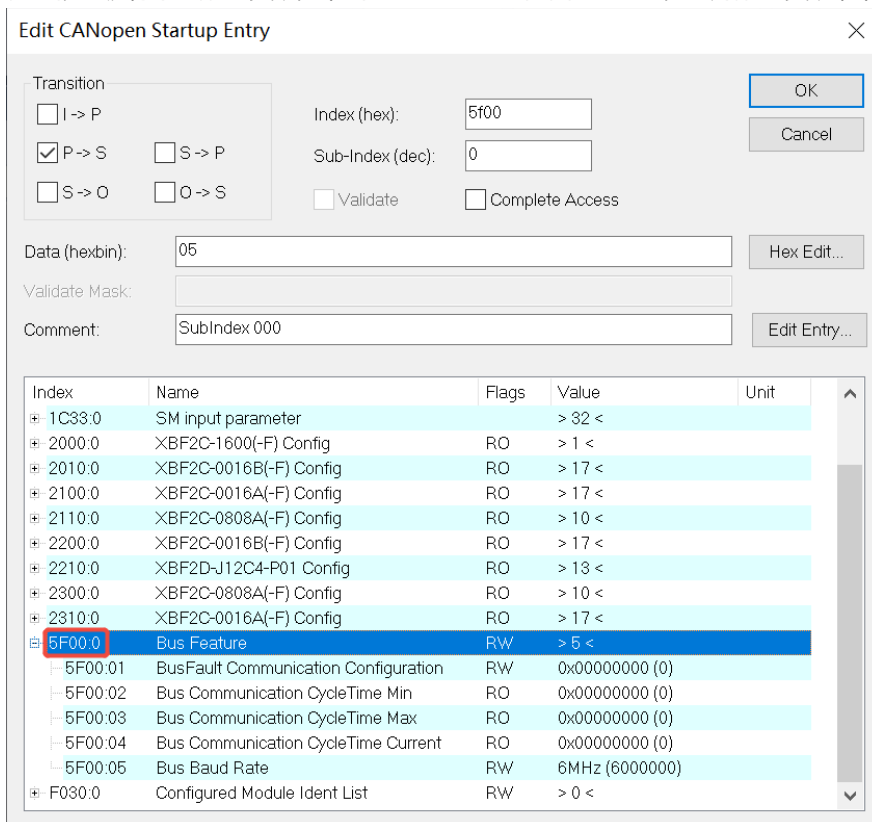 Edit CANopen Startup Entry
Transition
I -> P
P -> S
S -> P
S -> O
O -> S
Index (hex):
5f00
Sub-Index (dec):
0
Validate
Complete Access
OK
Cancel
Data (hexbin):
05
Hex Edit...
Validate Mask:
Comment:
SubIndex 000
Edit Entry...
Index Name Flags Value Unit
1C33:0 SM input parameter > 32 <
2000:0 XBF2C-1600(-F) Config RO > 1 <
2010:0 XBF2C-0016B(-F) Config RO > 17 <
2100:0 XBF2C-0016A(-F) Config RO > 17 <
2110:0 XBF2C-0808A(-F) Config RO > 10 <
2200:0 XBF2C-0016B(-F) Config RO > 17 <
2210:0 XBF2D-J12C4-P01 Config RO > 13 <
2300:0 XBF2C-0808A(-F) Config RO > 10 <
2310:0 XBF2C-0016A(-F) Config RO > 17 <
5F00:0 Bus Feature RW > 5 <
5F00:01 BusFault Communication Configuration RW 0x00000000 (0)
5F00:02 Bus Communication CycleTime Min RO 0x00000000 (0)
5F00:03 Bus Communication CycleTime Max RO 0x00000000 (0)
5F00:04 Bus Communication CycleTime Current RO 0x00000000 (0)
5F00:05 Bus Baud Rate RW 6MHz (6000000)
F030:0 Configured Module Ident List RW > 0 <